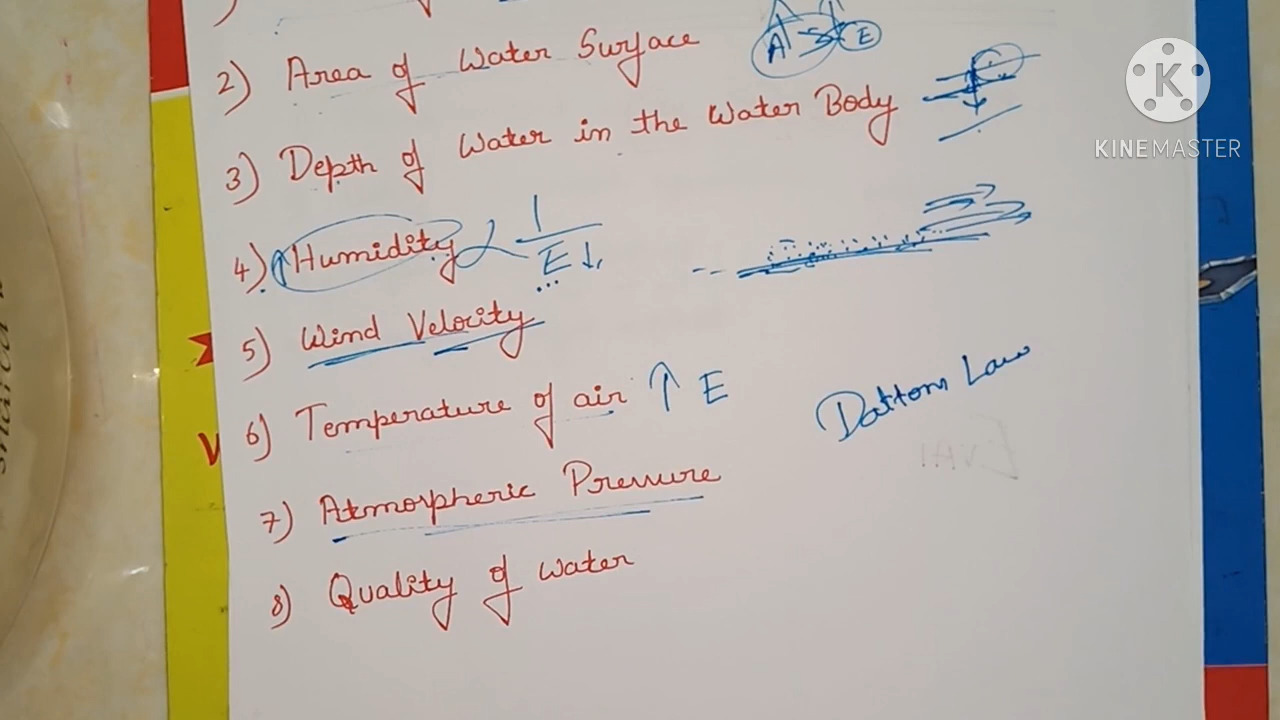 2) Area of Water Surface A E
3) Depth of Water in the Water Body
4) Humidity ∝ 1/E ↓
5) Wind Velocity
6) Temperature of air ↑ E
Dattons Law
7) Atmospheric Pressure
8) Quality of water
K
KINEMASTER